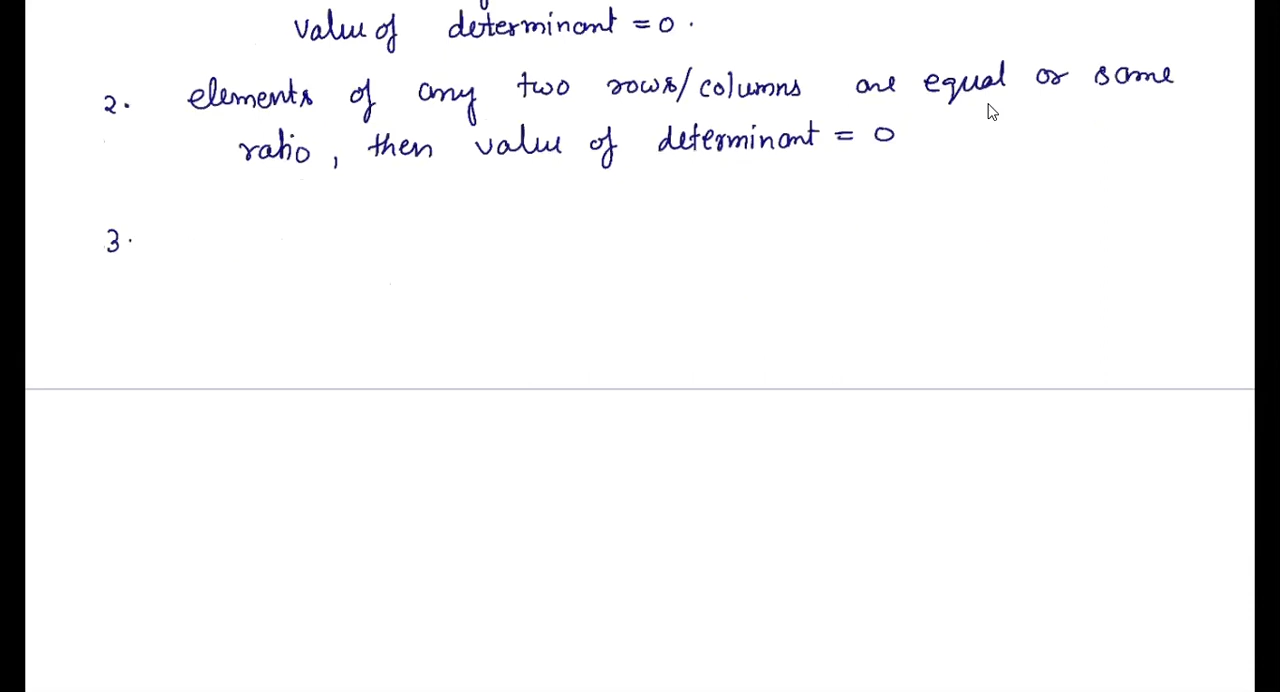 value of determinant = 0 .
2. elements of any two rows/columns are equal or same
ratio, then value of determinant = 0
3.